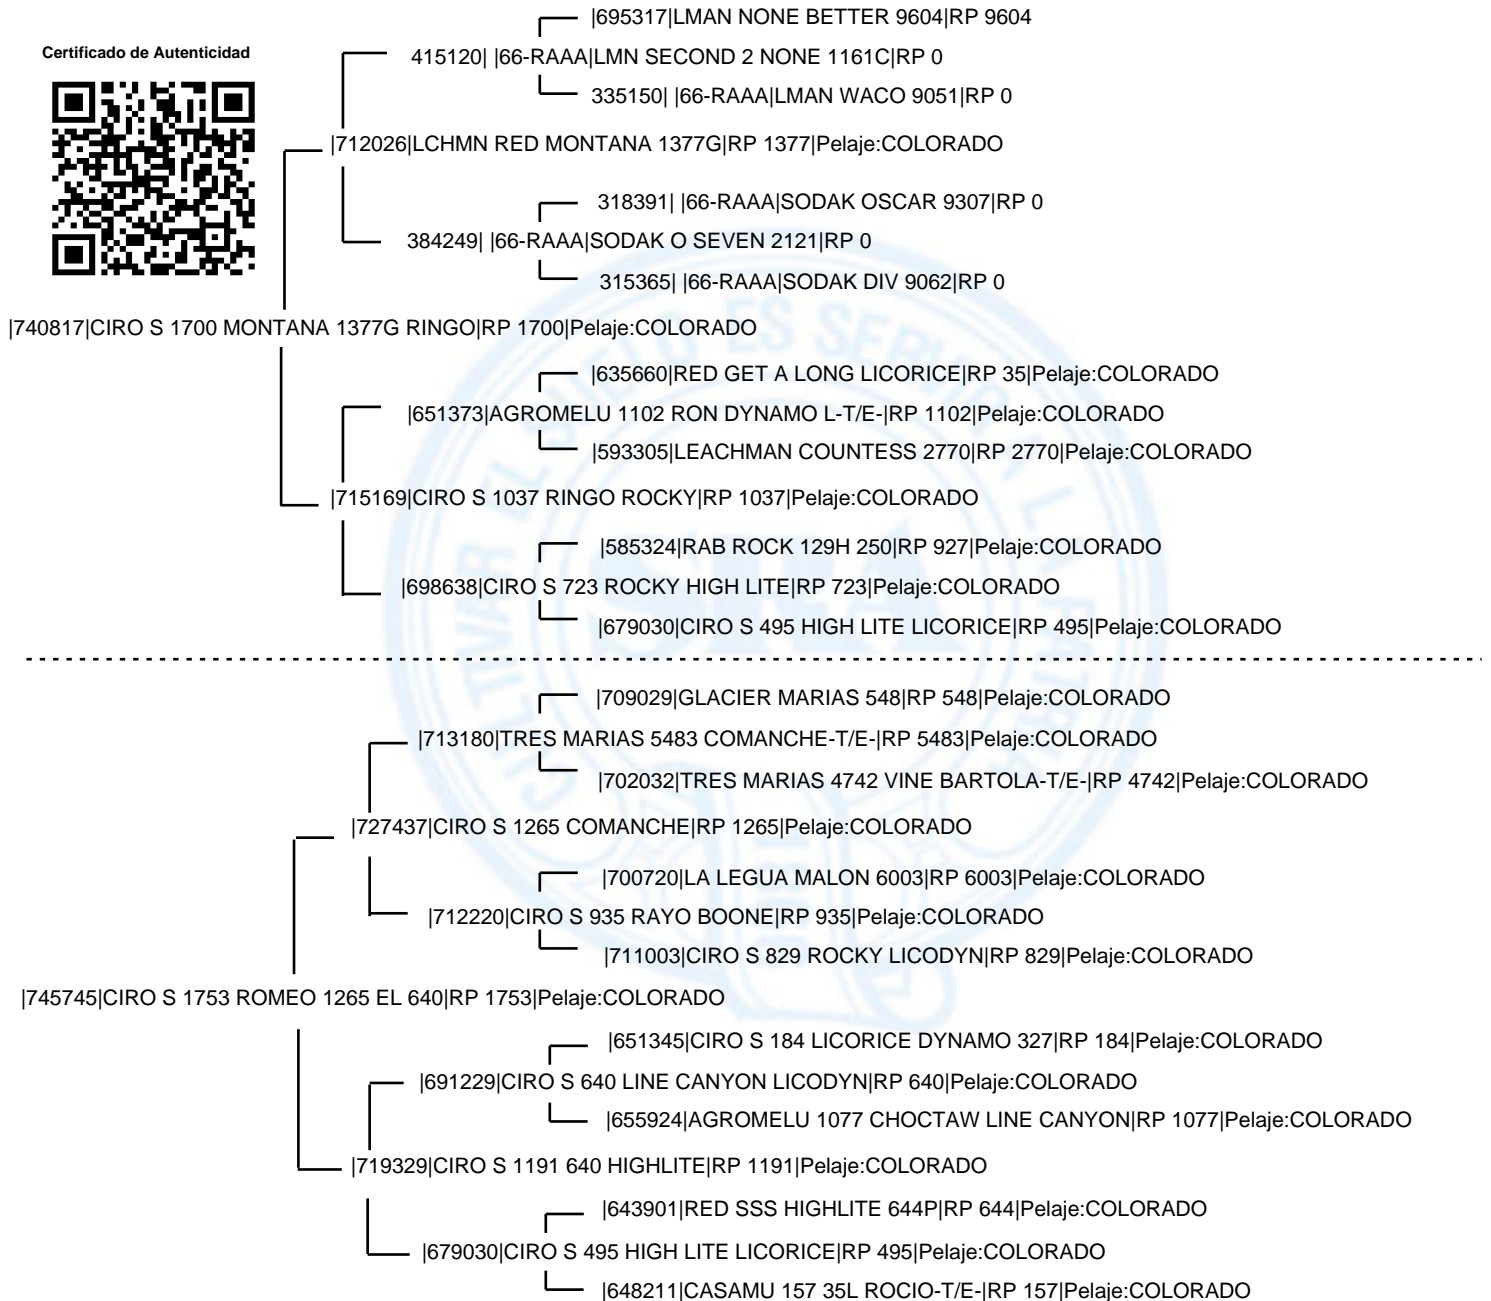 |695317|LMAN NONE BETTER 9604|RP 9604
Certificado de Autenticidad
415120| |66-RAAA|LMN SECOND 2 NONE 1161C|RP 0
335150| |66-RAAA|LMAN WACO 9051|RP 0
|712026|LCHMN RED MONTANA 1377G|RP 1377|Pelaje:COLORADO
318391| |66-RAAA|SODAK OSCAR 9307|RP 0
384249| |66-RAAA|SODAK O SEVEN 2121|RP 0
315365| |66-RAAA|SODAK DIV 9062|RP 0
|740817|CIRO S 1700 MONTANA 1377G RINGO|RP 1700|Pelaje:COLORADO
|635660|RED GET A LONG LICORICE|RP 35|Pelaje:COLORADO
|651373|AGROMELU 1102 RON DYNAMO L-T/E-|RP 1102|Pelaje:COLORADO
|593305|LEACHMAN COUNTESS 2770|RP 2770|Pelaje:COLORADO
|715169|CIRO S 1037 RINGO ROCKY|RP 1037|Pelaje:COLORADO
|585324|RAB ROCK 129H 250|RP 927|Pelaje:COLORADO
|698638|CIRO S 723 ROCKY HIGH LITE|RP 723|Pelaje:COLORADO
|679030|CIRO S 495 HIGH LITE LICORICE|RP 495|Pelaje:COLORADO
|709029|GLACIER MARIAS 548|RP 548|Pelaje:COLORADO
|713180|TRES MARIAS 5483 COMANCHE-T/E-|RP 5483|Pelaje:COLORADO
|702032|TRES MARIAS 4742 VINE BARTOLA-T/E-|RP 4742|Pelaje:COLORADO
|727437|CIRO S 1265 COMANCHE|RP 1265|Pelaje:COLORADO
|700720|LA LEGUA MALON 6003|RP 6003|Pelaje:COLORADO
|712220|CIRO S 935 RAYO BOONE|RP 935|Pelaje:COLORADO
|711003|CIRO S 829 ROCKY LICODYN|RP 829|Pelaje:COLORADO
|745745|CIRO S 1753 ROMEO 1265 EL 640|RP 1753|Pelaje:COLORADO
|651345|CIRO S 184 LICORICE DYNAMO 327|RP 184|Pelaje:COLORADO
|691229|CIRO S 640 LINE CANYON LICODYN|RP 640|Pelaje:COLORADO
|655924|AGROMELU 1077 CHOCTAW LINE CANYON|RP 1077|Pelaje:COLORADO
|719329|CIRO S 1191 640 HIGHLITE|RP 1191|Pelaje:COLORADO
|643901|RED SSS HIGHLITE 644P|RP 644|Pelaje:COLORADO
|679030|CIRO S 495 HIGH LITE LICORICE|RP 495|Pelaje:COLORADO
|648211|CASAMU 157 35L ROCIO-T/E-|RP 157|Pelaje:COLORADO
CULTIVAR EL SUELO ES SERVIR A LA PATRIA
SRA
1866